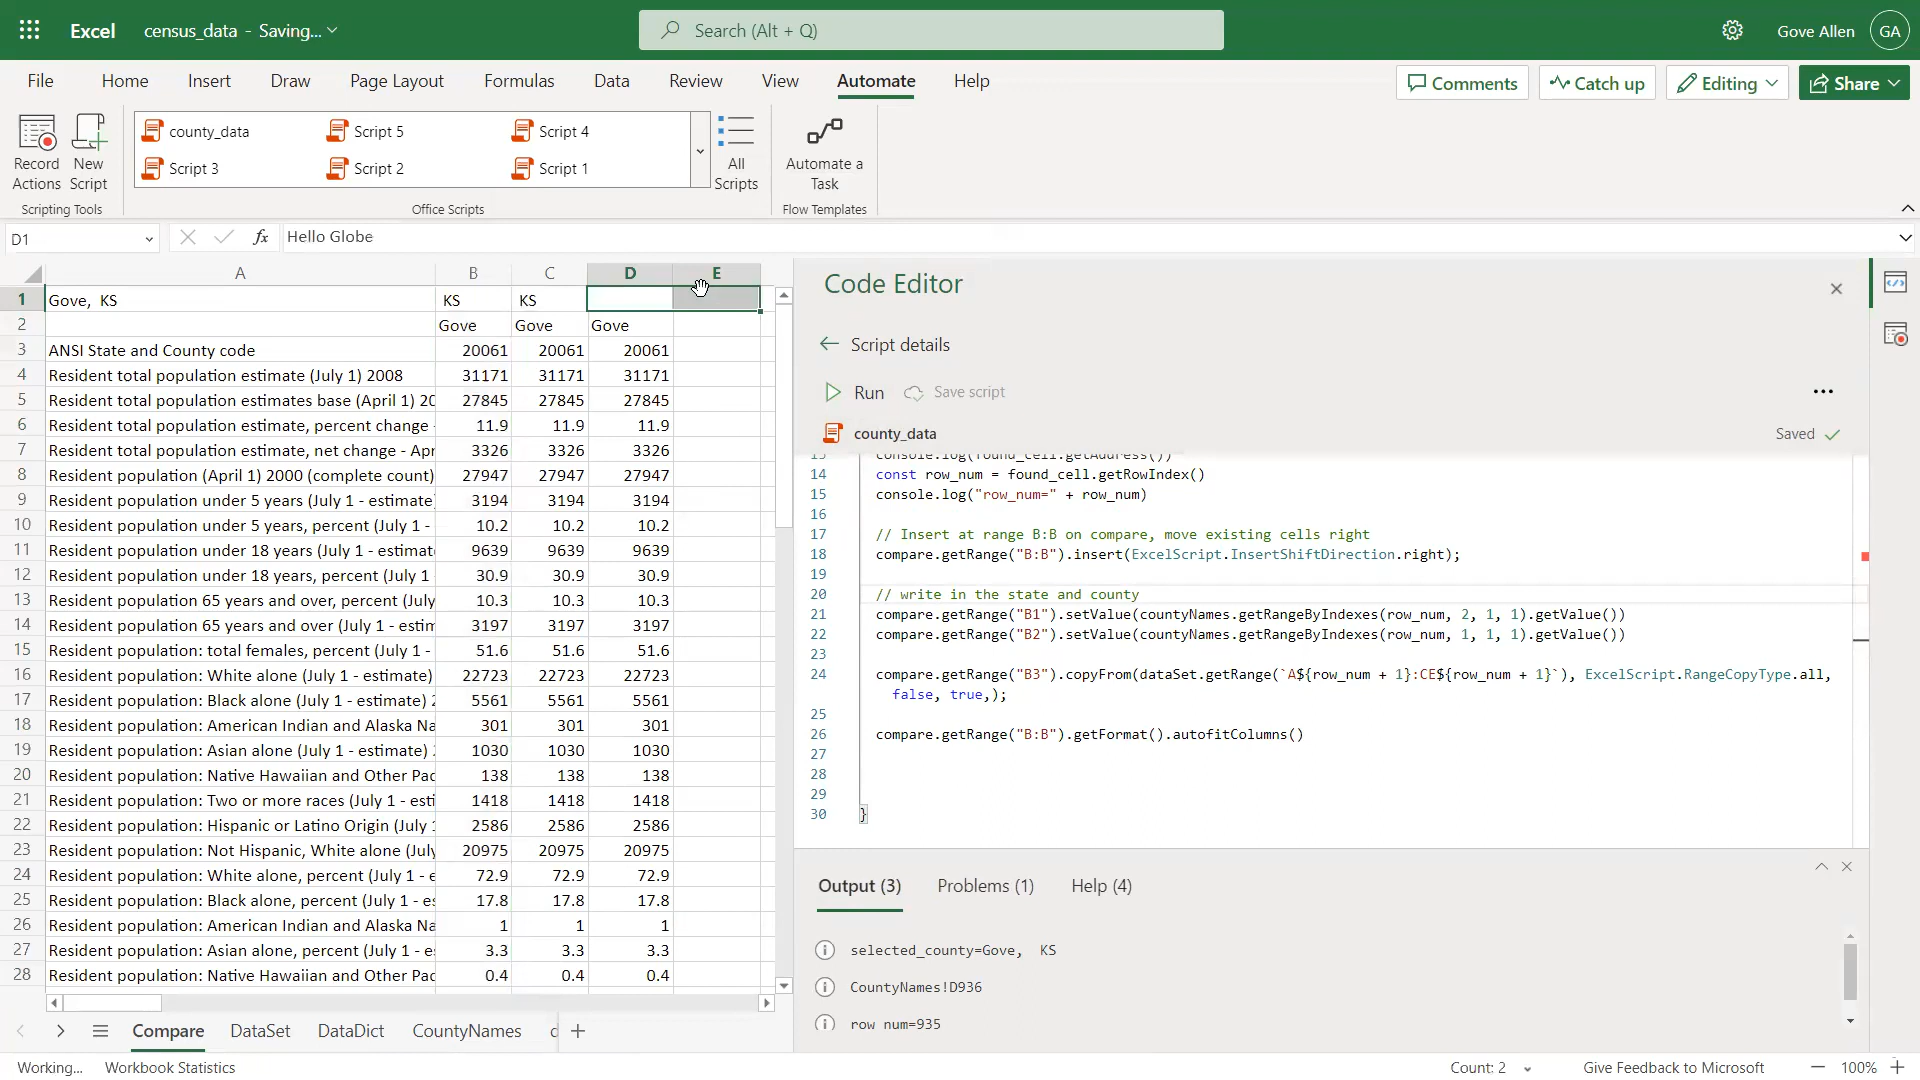 Excel census_data - Saving... Search (Alt + Q) Gove Allen GA
File Home Insert Draw Page Layout Formulas Data Review View Automate Help Comments Catch up Editing Share
county_data Script 5 Script 4
Script 3 Script 2 Script 1
Record Actions New Script All Scripts Automate a Task
Scripting Tools Office Scripts Flow Templates
D1 fx Hello Globe
A B C D E
1 Gove, KS KS KS
2 Gove Gove Gove
3 ANSI State and County code 20061 20061 20061
4 Resident total population estimate (July 1) 2008 31171 31171 31171
5 Resident total population estimates base (April 1) 20 27845 27845 27845
6 Resident total population estimate, percent change 11.9 11.9 11.9
7 Resident total population estimate, net change - Apr 3326 3326 3326
8 Resident population (April 1) 2000 (complete count) 27947 27947 27947
9 Resident population under 5 years (July 1 - estimate) 3194 3194 3194
10 Resident population under 5 years, percent (July 1 - 10.2 10.2 10.2
11 Resident population under 18 years (July 1 - estimat 9639 9639 9639
12 Resident population under 18 years, percent (July 1 30.9 30.9 30.9
13 Resident population 65 years and over, percent (July 10.3 10.3 10.3
14 Resident population 65 years and over (July 1 - estim 3197 3197 3197
15 Resident population: total females, percent (July 1 - 51.6 51.6 51.6
16 Resident population: White alone (July 1 - estimate) 22723 22723 22723
17 Resident population: Black alone (July 1 - estimate) 2 5561 5561 5561
18 Resident population: American Indian and Alaska Na 301 301 301
19 Resident population: Asian alone (July 1 - estimate) 1030 1030 1030
20 Resident population: Native Hawaiian and Other Pac 138 138 138
21 Resident population: Two or more races (July 1 - esti 1418 1418 1418
22 Resident population: Hispanic or Latino Origin (July 2586 2586 2586
23 Resident population: Not Hispanic, White alone (July 20975 20975 20975
24 Resident population: White alone, percent (July 1 - e 72.9 72.9 72.9
25 Resident population: Black alone, percent (July 1 - es 17.8 17.8 17.8
26 Resident population: American Indian and Alaska Na 1 1 1
27 Resident population: Asian alone, percent (July 1 - e 3.3 3.3 3.3
28 Resident population: Native Hawaiian and Other Pac 0.4 0.4 0.4
Compare DataSet DataDict CountyNames c
Code Editor
Script details
Run Save script ...
county_data Saved
13 console.log(found_cell.getAddress())
14 const row_num = found_cell.getRowIndex()
15 console.log("row_num=" + row_num)
16
17 // Insert at range B:B on compare, move existing cells right
18 compare.getRange("B:B").insert(ExcelScript.InsertShiftDirection.right);
19
20 // write in the state and county
21 compare.getRange("B1").setValue(countyNames.getRangeByIndexes(row_num, 2, 1, 1).getValue())
22 compare.getRange("B2").setValue(countyNames.getRangeByIndexes(row_num, 1, 1, 1).getValue())
23
24 compare.getRange("B3").copyFrom(dataSet.getRange(`A${row_num + 1}:CE${row_num + 1}`), ExcelScript.RangeCopyType.all,
false, true,);
25
26 compare.getRange("B:B").getFormat().autofitColumns()
27
28
29
30 }
Output (3) Problems (1) Help (4)
selected_county=Gove, KS
CountyNames!D936
row num=935
Working... Workbook Statistics Count: 2 Give Feedback to Microsoft 100%